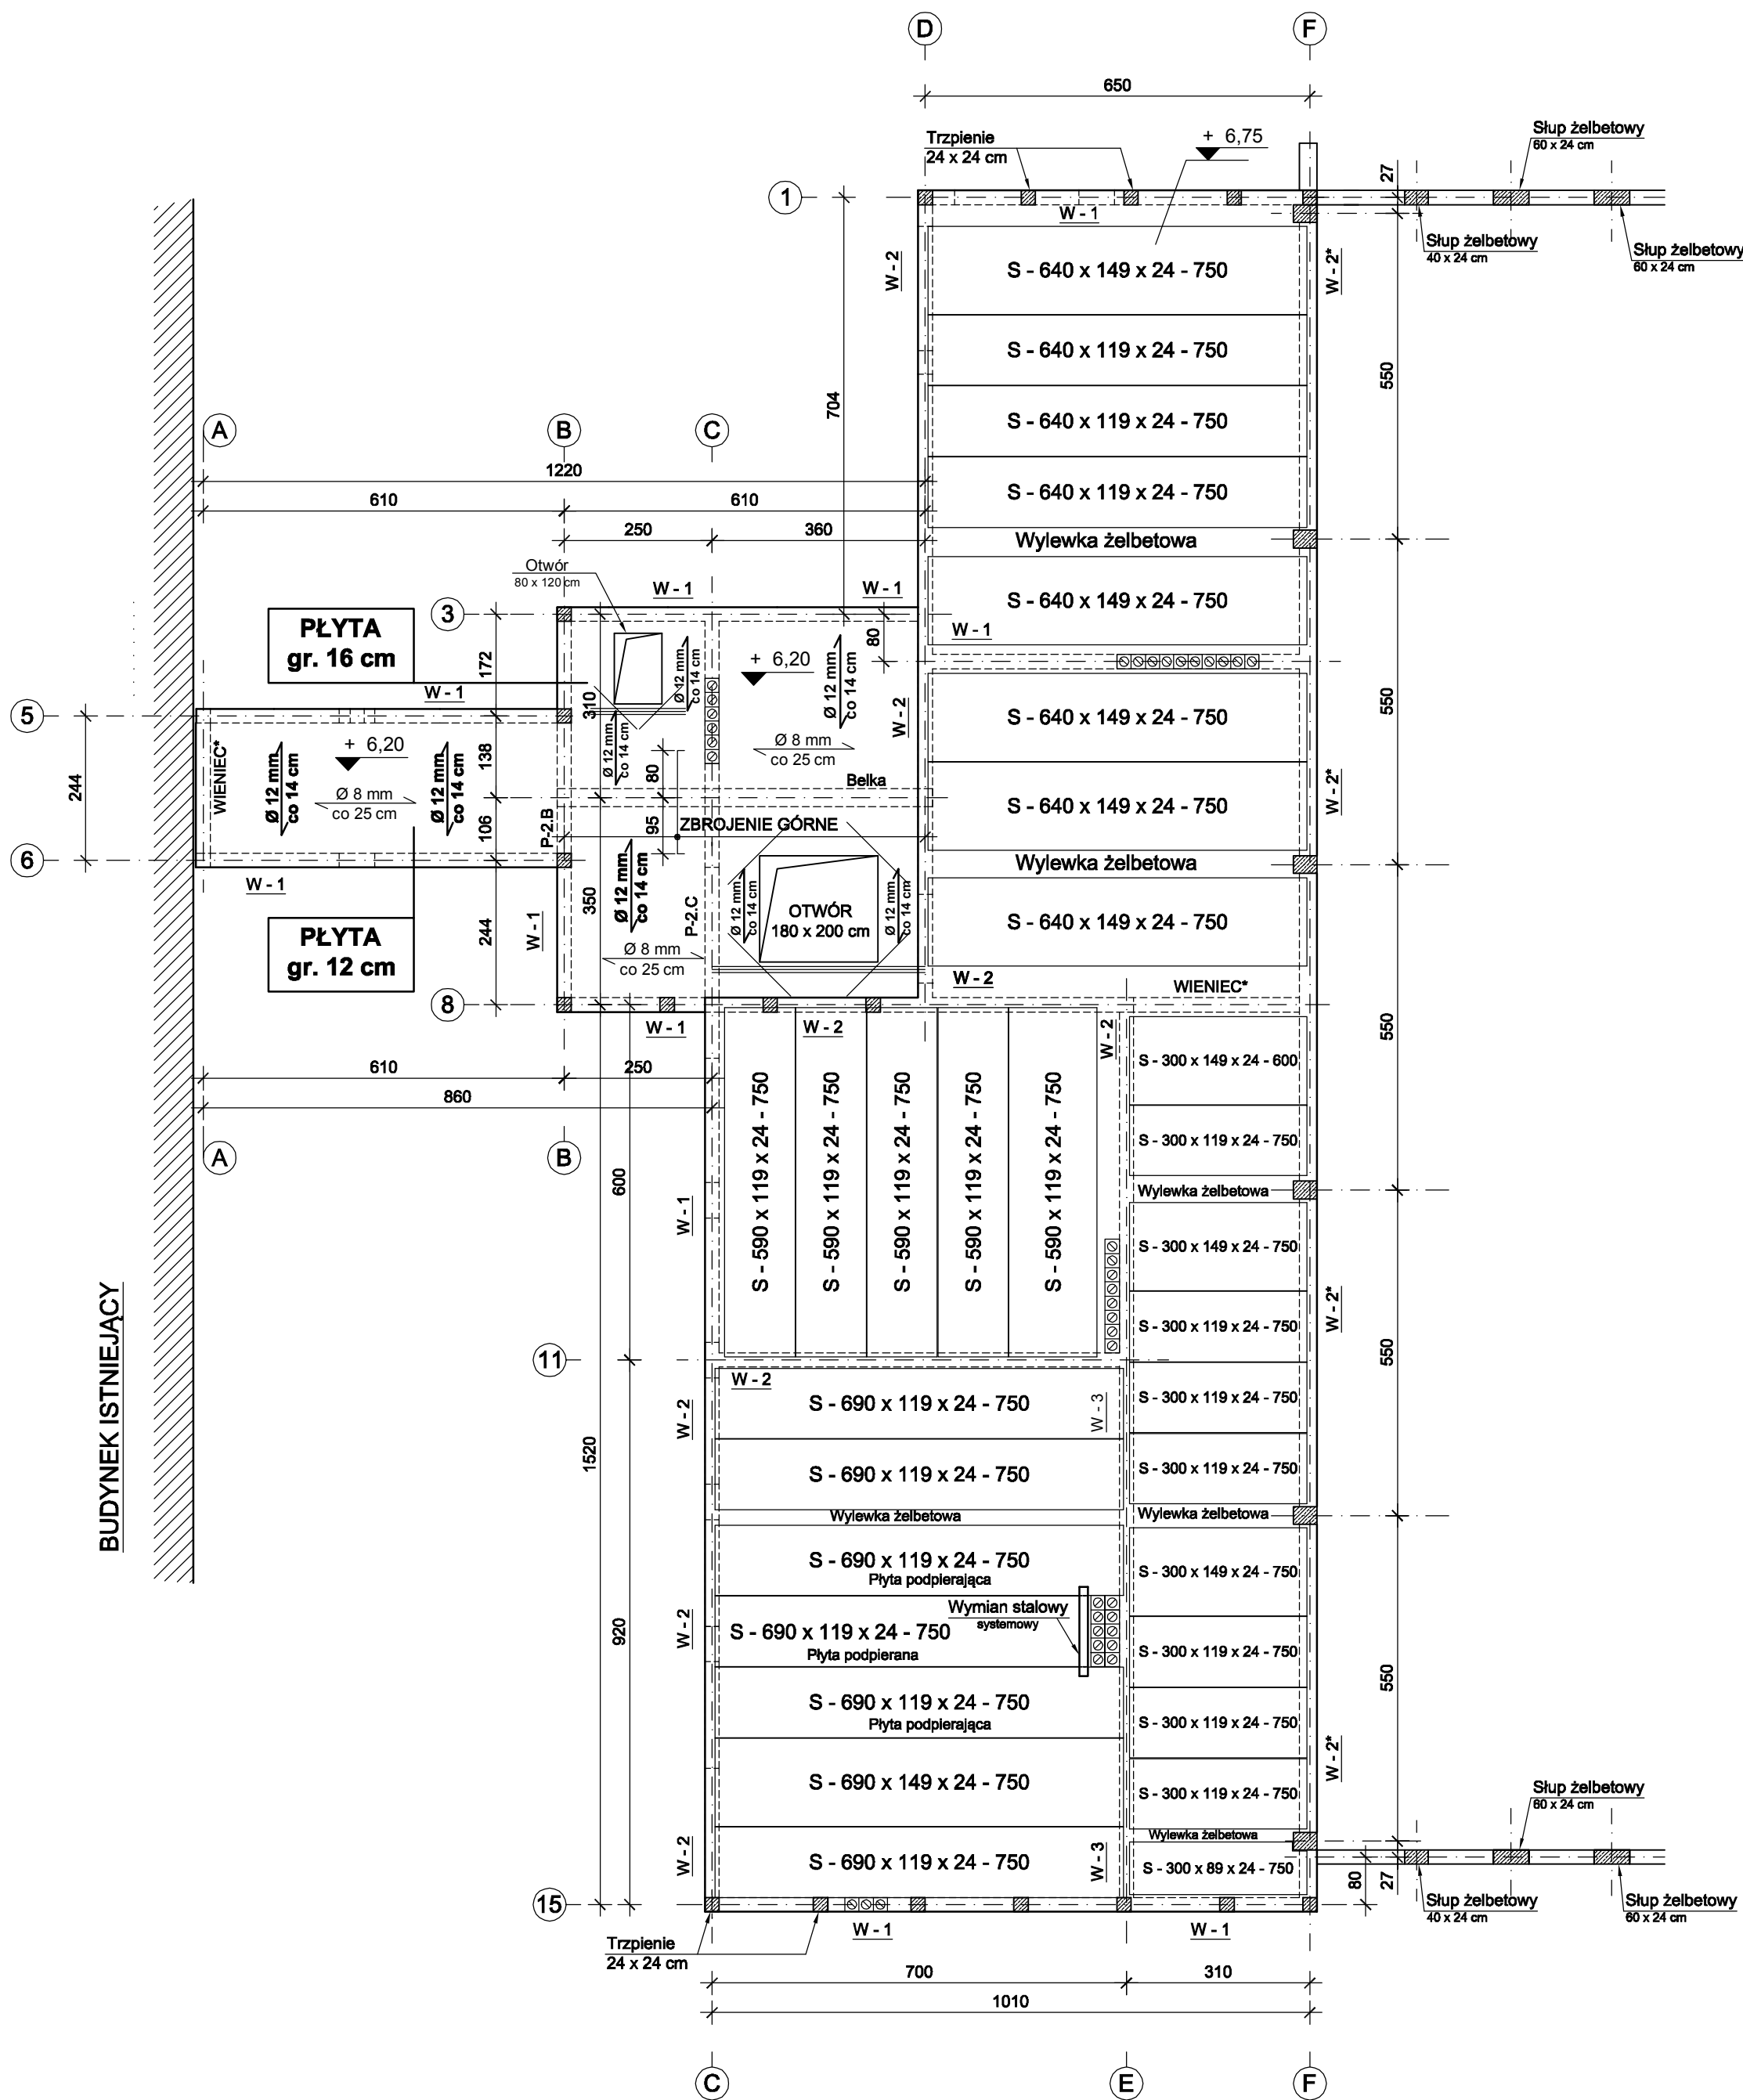 D
F
650
Trzpienie
24 x 24 cm
+ 6,75
Słup żelbetowy
60 x 24 cm
27
1
W - 1
Słup żelbetowy
40 x 24 cm
Słup żelbetowy
60 x 24 cm
W - 2
S - 640 x 149 x 24 - 750
W - 2*
S - 640 x 119 x 24 - 750
550
704
S - 640 x 119 x 24 - 750
A
B
C
1220
S - 640 x 119 x 24 - 750
610
610
250
360
Wylewka żelbetowa
Otwór
80 x 120 cm
W - 1
W - 1
S - 640 x 149 x 24 - 750
3
PŁYTA
gr. 16 cm
172
W - 1
80
+ 6,20
Ø 12 mm
co 14 cm
Ø 12 mm
co 14 cm
W - 1
310
5
W - 2
S - 640 x 149 x 24 - 750
550
WIENIEC*
+ 6,20
Ø 12 mm
co 14 cm
Ø 12 mm
co 14 cm
138
Ø 12 mm
co 14 cm
Ø 8 mm
co 25 cm
244
Ø 8 mm
co 25 cm
80
Belka
S - 640 x 149 x 24 - 750
W - 2*
106
P-2.B
95
ZBROJENIE GÓRNE
6
Wylewka żelbetowa
W - 1
350
Ø 12 mm
co 14 cm
P-2.C
Ø 12 mm
co 14 cm
OTWÓR
180 x 200 cm
Ø 12 mm
co 14 cm
S - 640 x 149 x 24 - 750
PŁYTA
gr. 12 cm
244
W - 1
Ø 8 mm
co 25 cm
W - 2
WIENIEC*
8
W - 1
W - 2
W - 2
550
610
250
860
S - 300 x 149 x 24 - 600
A
B
S - 590 x 119 x 24 - 750
S - 590 x 119 x 24 - 750
S - 590 x 119 x 24 - 750
S - 590 x 119 x 24 - 750
S - 590 x 119 x 24 - 750
S - 300 x 119 x 24 - 750
600
Wylewka żelbetowa
W - 1
S - 300 x 149 x 24 - 750
BUDYNEK ISTNIEJĄCY
S - 300 x 119 x 24 - 750
W - 2*
550
11
W - 2
S - 300 x 119 x 24 - 750
W - 2
S - 690 x 119 x 24 - 750
W - 3
1520
S - 690 x 119 x 24 - 750
S - 300 x 119 x 24 - 750
Wylewka żelbetowa
Wylewka żelbetowa
S - 690 x 119 x 24 - 750
Płyta podpierająca
S - 300 x 149 x 24 - 750
920
W - 2
S - 690 x 119 x 24 - 750
Płyta podpierana
Wymian stalowy
systemowy
S - 300 x 119 x 24 - 750
550
S - 690 x 119 x 24 - 750
Płyta podpierająca
S - 300 x 119 x 24 - 750
W - 2*
S - 690 x 149 x 24 - 750
S - 300 x 119 x 24 - 750
Słup żelbetowy
60 x 24 cm
W - 2
S - 690 x 119 x 24 - 750
W - 3
Wylewka żelbetowa
S - 300 x 89 x 24 - 750
80
27
15
Słup żelbetowy
40 x 24 cm
Słup żelbetowy
60 x 24 cm
W - 1
W - 1
Trzpienie
24 x 24 cm
700
310
1010
C
E
F